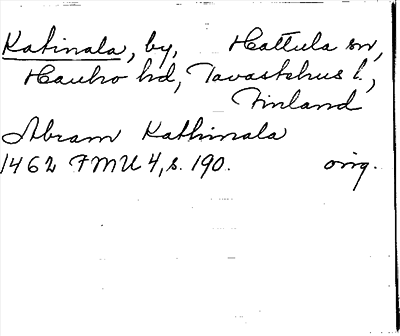 Katinala, by, Hattula sn,
Hauho hd, Tavastehus l.,
Finland
Abram Kathinala
1462 FMU 4, s. 190. orig.